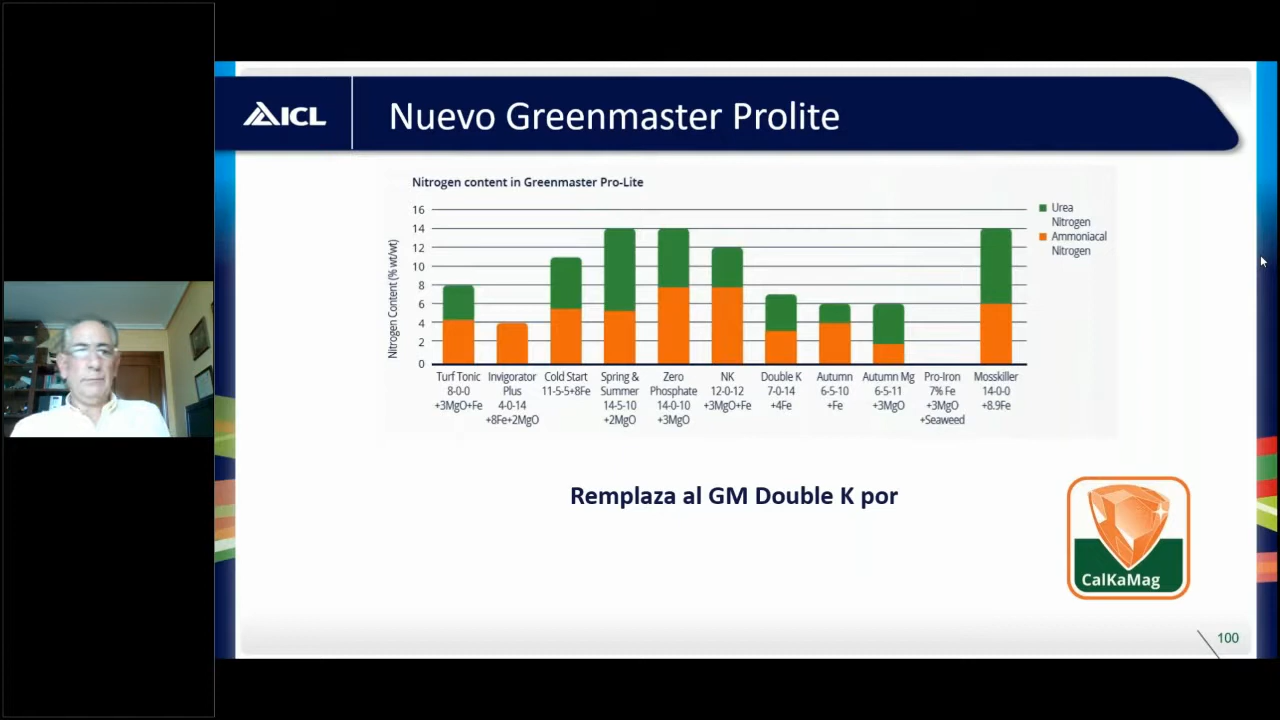 ICL
Nuevo Greenmaster Prolite
Nitrogen content in Greenmaster Pro-Lite
Nitrogen Content (% wt/wt)
16
14
12
10
8
6
4
2
0
Urea
Nitrogen
Ammoniacal
Nitrogen
Turf Tonic
8-0-0
+3MgO+Fe
Invigorator
Plus
4-0-14
+8Fe+2MgO
Cold Start
11-5-5+8Fe
Spring &
Summer
14-5-10
+2MgO
Zero
Phosphate
14-0-10
+3MgO
NK
12-0-12
+3MgO+Fe
Double K
7-0-14
+4Fe
Autumn
6-5-10
+Fe
Autumn Mg
6-5-11
+3MgO
Pro-Iron
7% Fe
+3MgO
+Seaweed
Mosskiller
14-0-0
+8.9Fe
Remplaza al GM Double K por
CalKaMag
100